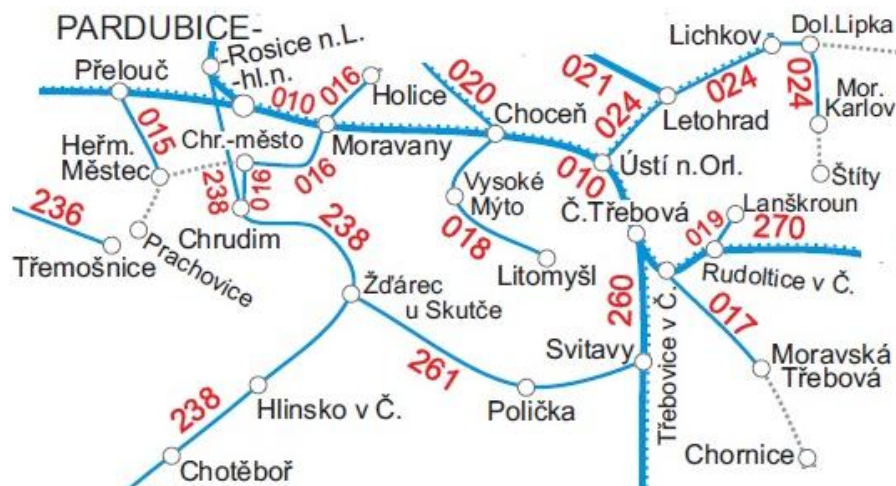 PARDUBICE-
-Rosice n.L.
-hl.n.
Přelouč
010
016
Holice
020
021
Choceň
Lichkov
Dol.Lipka
024
024
024
Mor.
Karlov
Letohrad
015
Heřm.
Městec
Chr.-město
Moravany
016
016
238
Ústí n.Orl.
010
Štíty
Vysoké
Mýto
018
Litomyšl
Č.Třebová
Lanškroun
019
270
Rudoltice v Č.
236
Třemošnice
Prachovice
Chrudim
238
Žďárec
u Skutče
260
Třebovice v Č.
017
Svitavy
Moravská
Třebová
261
Polička
238
Hlinsko v Č.
Chotěboř
Chornice